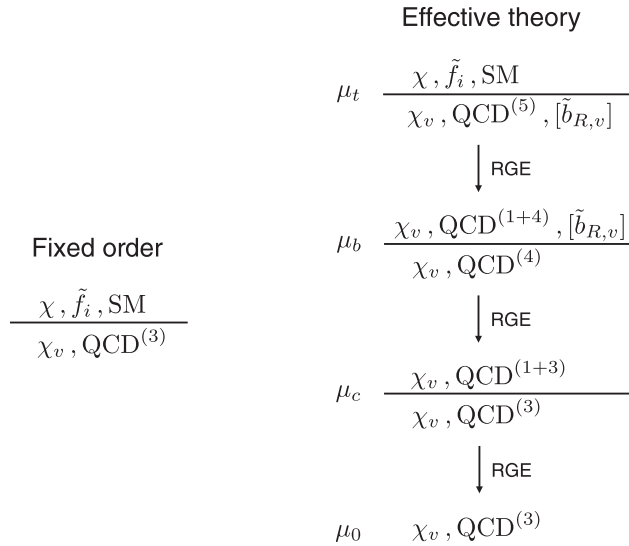 Effective theory
μ_t χ , f̃_i , SM
χ_v , QCD^(5) , [b̃_{R,v}]
RGE
μ_b χ_v , QCD^(1+4) , [b̃_{R,v}]
χ_v , QCD^(4)
Fixed order
χ , f̃_i , SM
χ_v , QCD^(3)
RGE
μ_c χ_v , QCD^(1+3)
χ_v , QCD^(3)
RGE
μ_0 χ_v , QCD^(3)